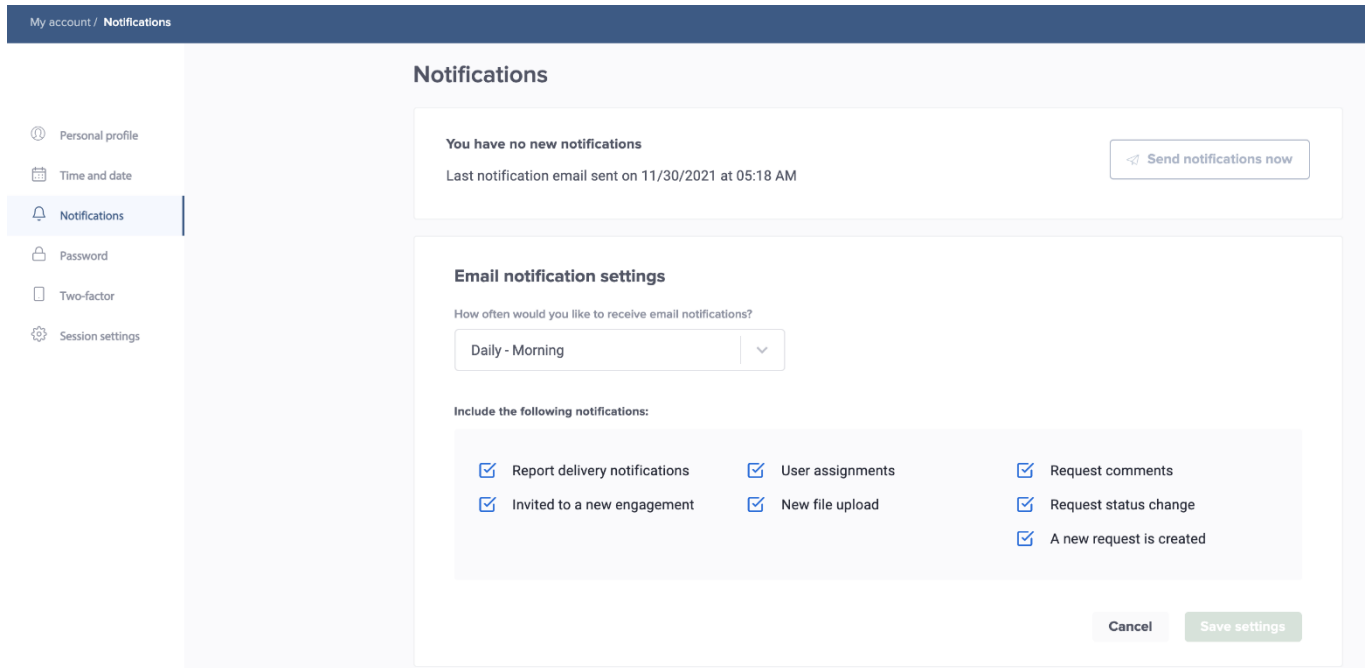 My account / Notifications
Personal profile
Time and date
Notifications
Password
Two-factor
Session settings
Notifications
You have no new notifications
Last notification email sent on 11/30/2021 at 05:18 AM
Send notifications now
Email notification settings
How often would you like to receive email notifications?
Daily - Morning
Include the following notifications:
Report delivery notifications
User assignments
Request comments
Invited to a new engagement
New file upload
Request status change
A new request is created
Cancel
Save settings